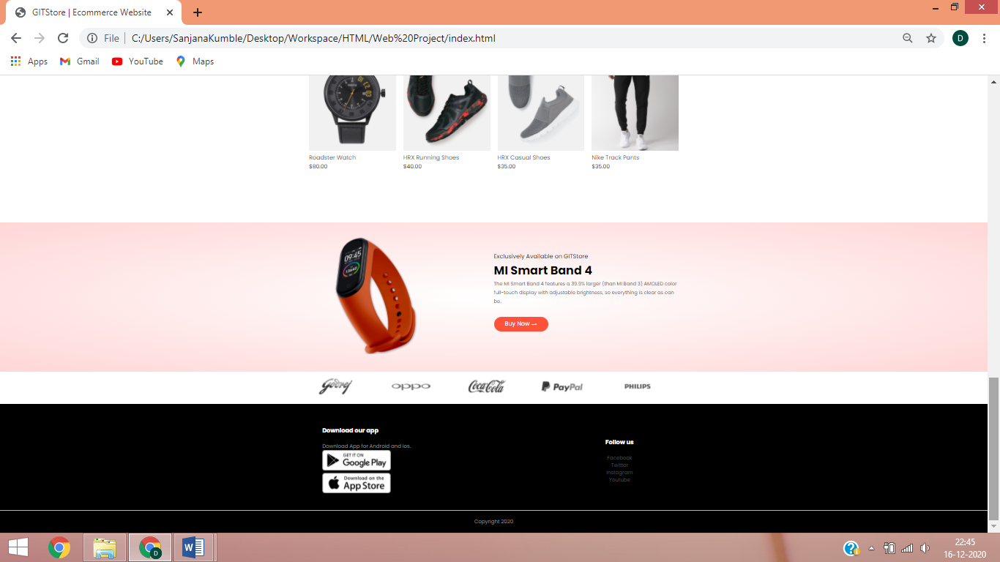 GITStore | Ecommerce Website
File
C:/Users/SanjanaKumble/Desktop/Workspace/HTML/Web%20Project/index.html
D
Apps
Gmail
YouTube
Maps
Roadster Watch
HRX Running Shoes
HRX Casual Shoes
Nike Track Pants
$80.00
$40.00
$35.00
$35.00
Exclusively Available on GITStore
MI Smart Band 4
The MI Smart Band 4 features a 39.9% larger (than Mi Band 3) AMOLED color
full-touch display with adjustable brightness, so everything is clear as can
be.
Buy Now →
09:45
Godrej
oppo
Coca-Cola
PayPal
PHILIPS
Download our app
Download App for Android and ios.
GET IT ON
Google Play
Download on the
App Store
Follow us
Facebook
Twitter
Instagram
Youtube
Copyright 2020
D
W
22:45
16-12-2020